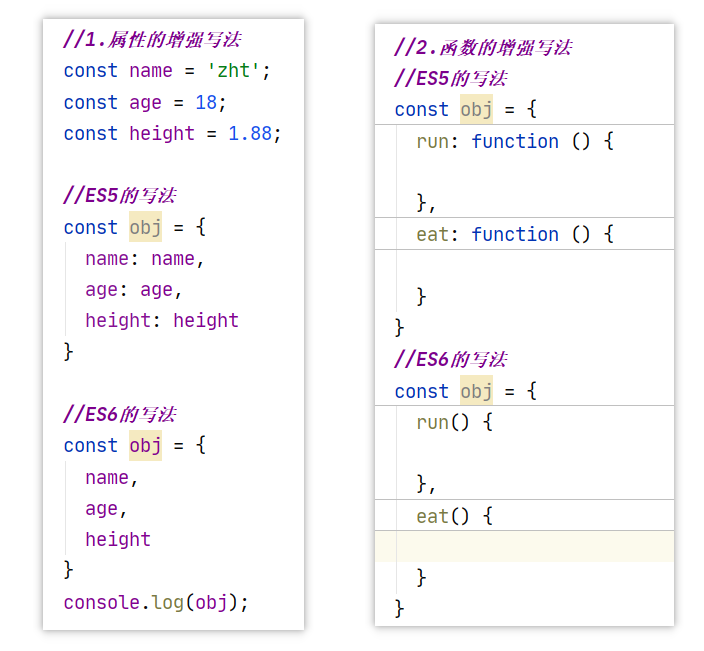 //1.属性的增强写法
const name = 'zht';
const age = 18;
const height = 1.88;
//ES5的写法
const obj = {
  name: name,
  age: age,
  height: height
}
//ES6的写法
const obj = {
  name,
  age,
  height
}
console.log(obj);
//2.函数的增强写法
//ES5的写法
const obj = {
  run: function () {
  },
  eat: function () {
  }
}
//ES6的写法
const obj = {
  run() {
  },
  eat() {
  }
}